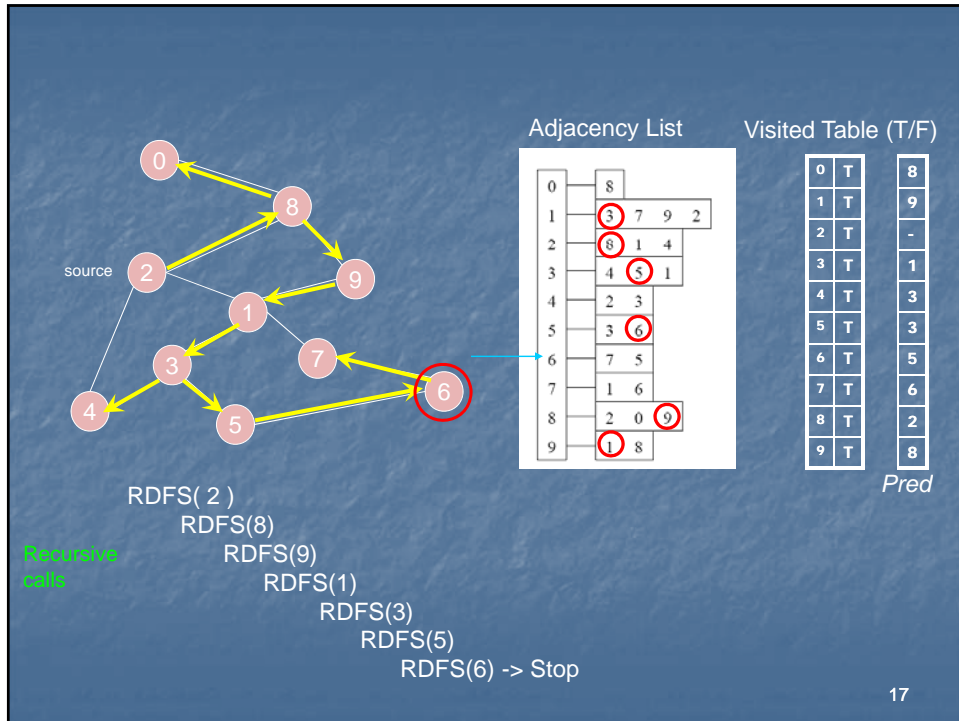 Adjacency List
Visited Table (T/F)
0
8
source
2
9
1
7
3
6
4
5
0 8
1 3 7 9 2
2 8 1 4
3 4 5 1
4 2 3
5 3 6
6 7 5
7 1 6
8 2 0 9
9 1 8
0 T 8
1 T 9
2 T -
3 T 1
4 T 3
5 T 3
6 T 5
7 T 6
8 T 2
9 T 8
Pred
RDFS( 2 )
RDFS(8)
Recursive
calls
RDFS(9)
RDFS(1)
RDFS(3)
RDFS(5)
RDFS(6) -> Stop
17